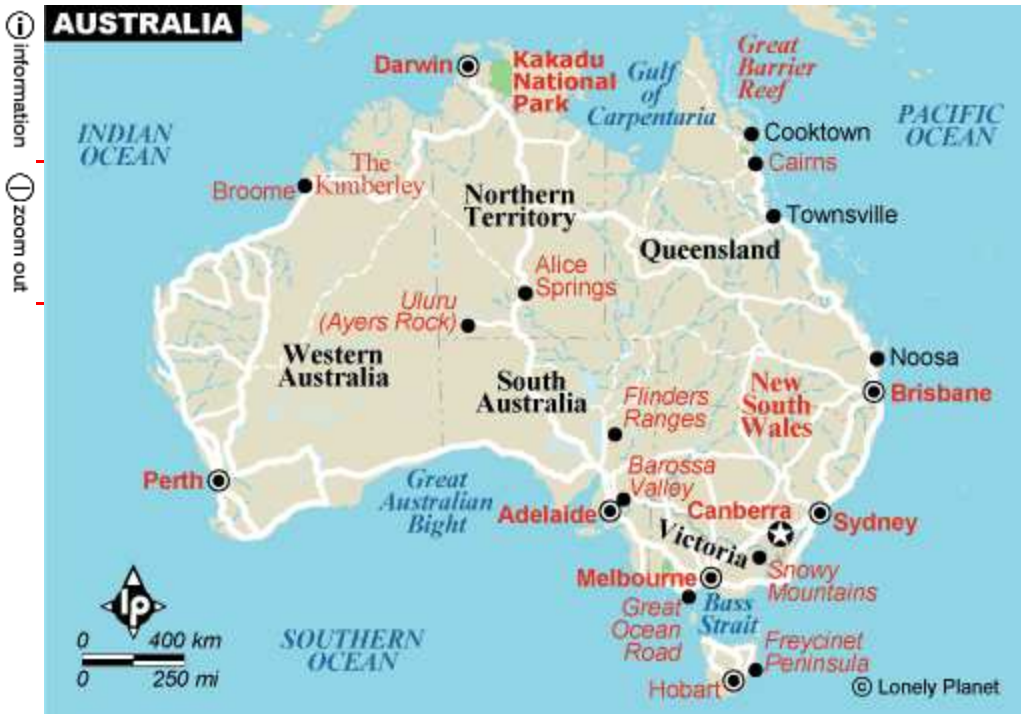 AUSTRALIA
i information
zoom out
Darwin
Kakadu
National
Park
Gulf
of
Carpentaria
Great
Barrier
Reef
INDIAN
OCEAN
PACIFIC
OCEAN
Cooktown
Cairns
The
Kimberley
Broome
Northern
Territory
Townsville
Queensland
Alice
Springs
Uluru
(Ayers Rock)
Western
Australia
South
Australia
Noosa
Brisbane
New
South
Wales
Flinders
Ranges
Barossa
Valley
Perth
Great
Australian
Bight
Adelaide
Canberra
Sydney
Victoria
Snowy
Mountains
Melbourne
Great
Ocean
Road
Bass
Strait
Freycinet
Peninsula
Hobart
lp
0 400 km
0 250 mi
SOUTHERN
OCEAN
© Lonely Planet